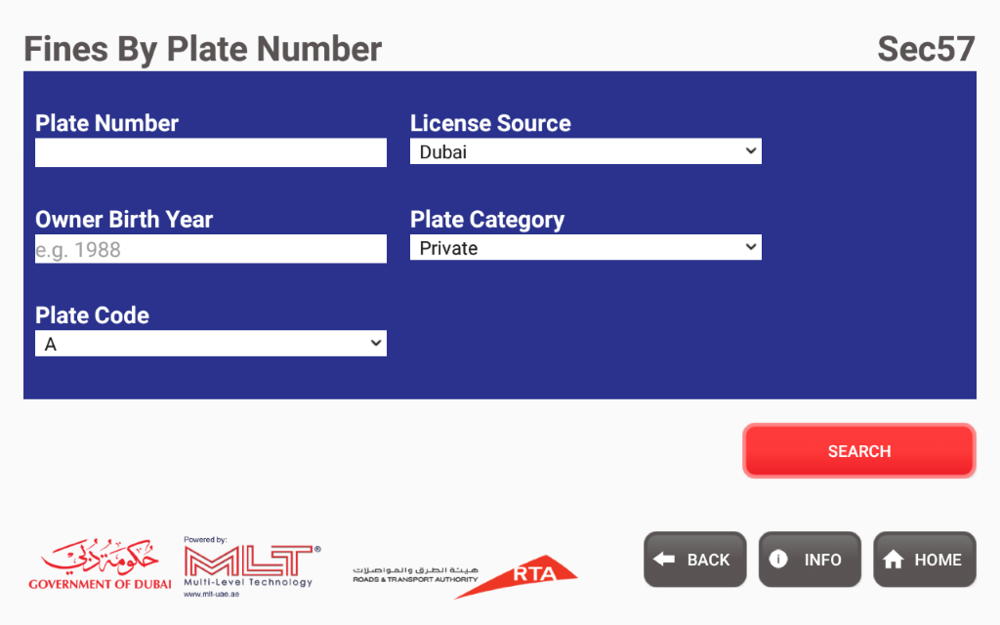 Fines By Plate Number
Sec57
Plate Number
License Source
Dubai
Owner Birth Year
Plate Category
e.g. 1988
Private
Plate Code
A
SEARCH
حكومة دبي
GOVERNMENT OF DUBAI
Powered by:
MLT®
Multi-Level Technology
www.mlt-uae.ae
هيئة الطرق والمواصلات
ROADS & TRANSPORT AUTHORITY
RTA
BACK
INFO
HOME